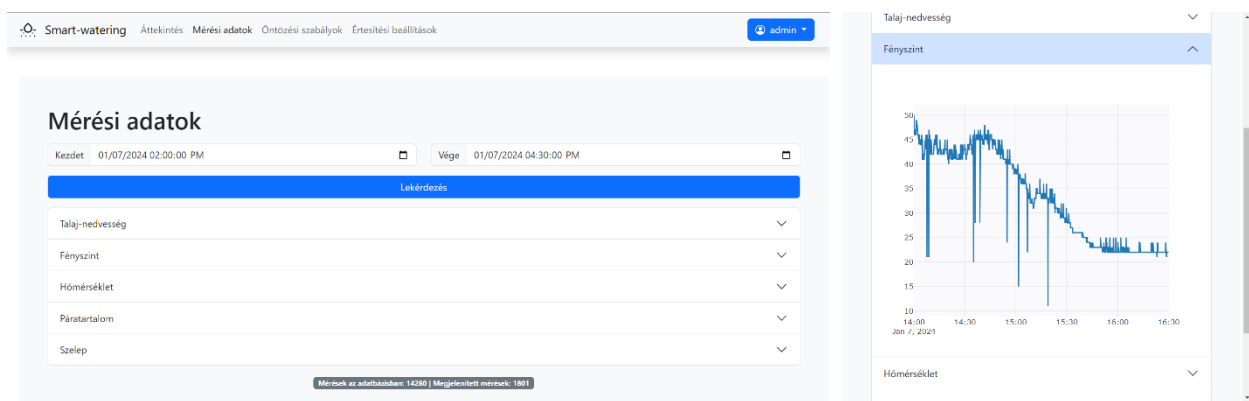 Smart-watering Áttekintés Mérési adatok Öntözési szabályok Értesítési beállítások admin
Mérési adatok
Kezdet 01/07/2024 02:00:00 PM Vége 01/07/2024 04:30:00 PM
Lekérdezés
Talaj-nedvesség
Fényszint
Hőmérséklet
Páratartalom
Szelep
Mérések az adatbázisban: 14280 | Megjelenített mérések: 1801
Talaj-nedvesség
Fényszint
50
45
40
35
30
25
20
15
10
14:00 14:30 15:00 15:30 16:00 16:30
Jan 7, 2024
Hőmérséklet